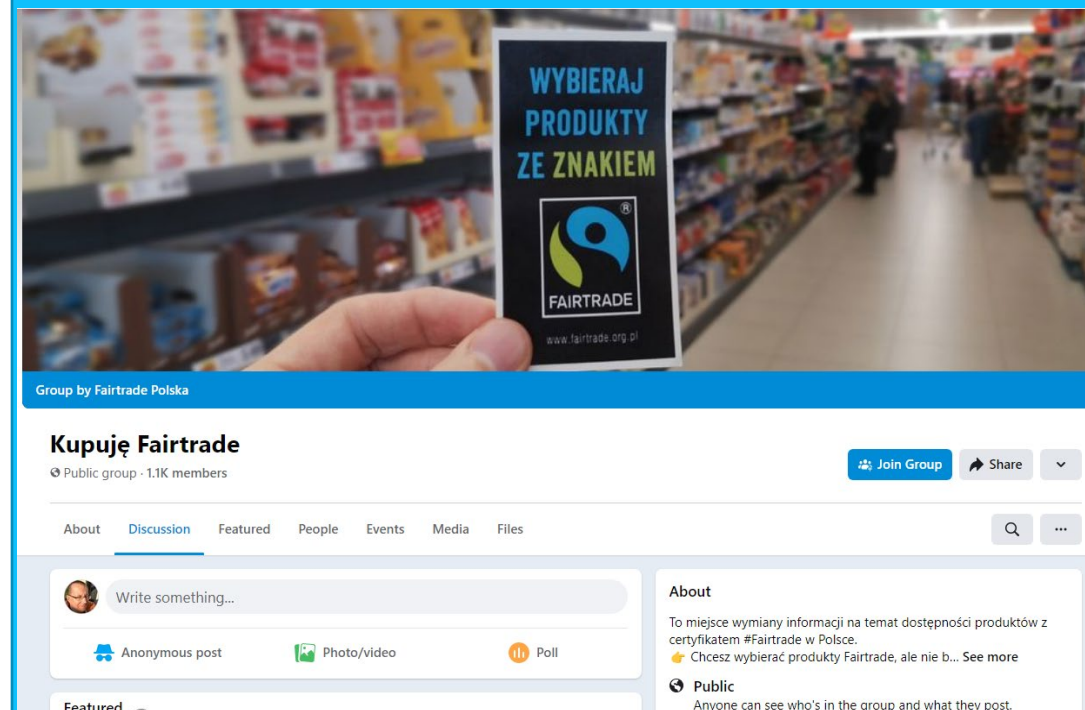 WYBIERAJ
PRODUKTY
ZE ZNAKIEM
®
FAIRTRADE
www.fairtrade.org.pl
Group by Fairtrade Polska
Kupuję Fairtrade
Public group · 1.1K members
Join Group
Share
About Discussion Featured People Events Media Files
Write something...
Anonymous post
Photo/video
Poll
About
To miejsce wymiany informacji na temat dostępności produktów z
certyfikatem #Fairtrade w Polsce.
👉 Chcesz wybierać produkty Fairtrade, ale nie b... See more
Public
Anyone can see who's in the group and what they post.
Featured